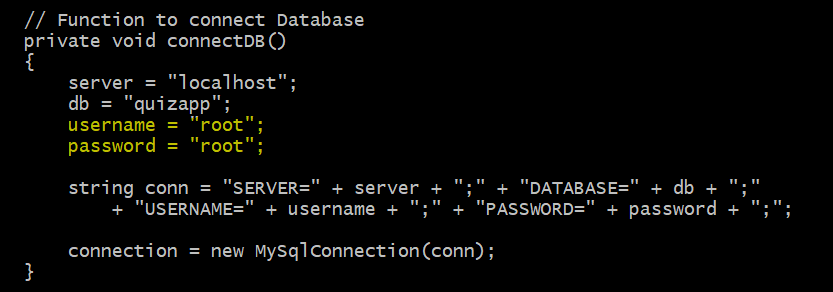 // Function to connect Database
private void connectDB()
{
    server = "localhost";
    db = "quizapp";
    username = "root";
    password = "root";

    string conn = "SERVER=" + server + ";" + "DATABASE=" + db + ";"
        + "USERNAME=" + username + ";" + "PASSWORD=" + password + ";";

    connection = new MySqlConnection(conn);
}